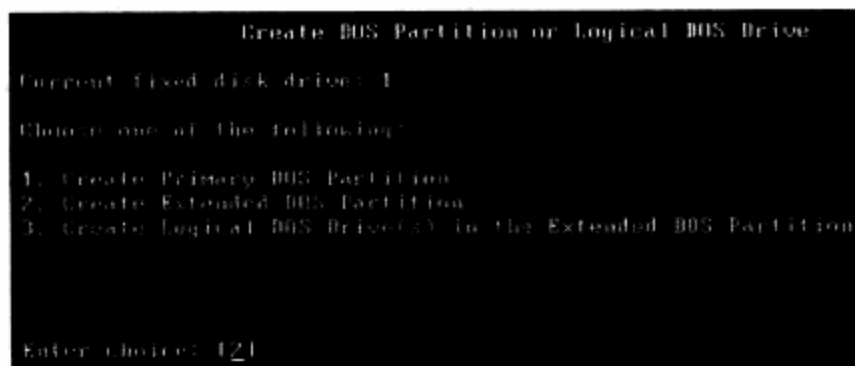 Create DOS Partition or Logical DOS Drive
Current fixed disk drive: 1
Choose one of the following:
1. Create Primary DOS Partition
2. Create Extended DOS Partition
3. Create Logical DOS Drive(s) in the Extended DOS Partition
Enter choice: [2]